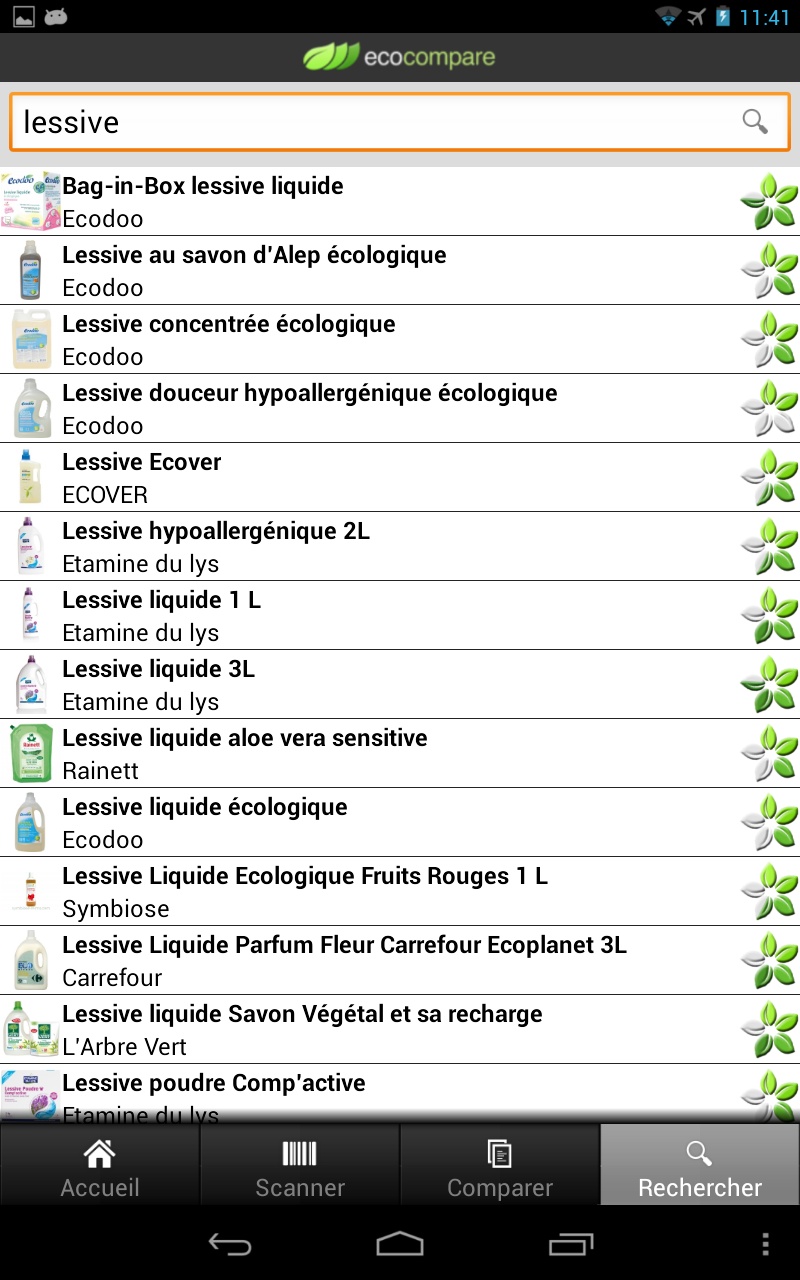 11:41
ecocompare
lessive
Bag-in-Box lessive liquide
Ecodoo
Lessive au savon d'Alep écologique
Ecodoo
Lessive concentrée écologique
Ecodoo
Lessive douceur hypoallergénique écologique
Ecodoo
Lessive Ecover
ECOVER
Lessive hypoallergénique 2L
Etamine du lys
Lessive liquide 1 L
Etamine du lys
Lessive liquide 3L
Etamine du lys
Lessive liquide aloe vera sensitive
Rainett
Lessive liquide écologique
Ecodoo
Lessive Liquide Ecologique Fruits Rouges 1 L
Symbiose
Lessive Liquide Parfum Fleur Carrefour Ecoplanet 3L
Carrefour
Lessive liquide Savon Végétal et sa recharge
L'Arbre Vert
Lessive poudre Comp'active
Etamine du lys
Accueil
Scanner
Comparer
Rechercher